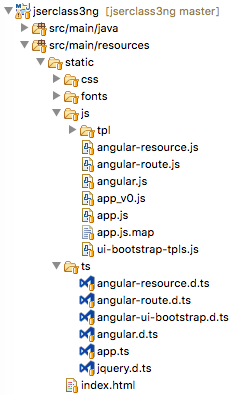 jserclass3ng [jserclass3ng master]
src/main/java
src/main/resources
static
css
fonts
js
tpl
angular-resource.js
angular-route.js
angular.js
app_v0.js
app.js
app.js.map
ui-bootstrap-tpls.js
ts
angular-resource.d.ts
angular-route.d.ts
angular-ui-bootstrap.d.ts
angular.d.ts
app.ts
jquery.d.ts
index.html